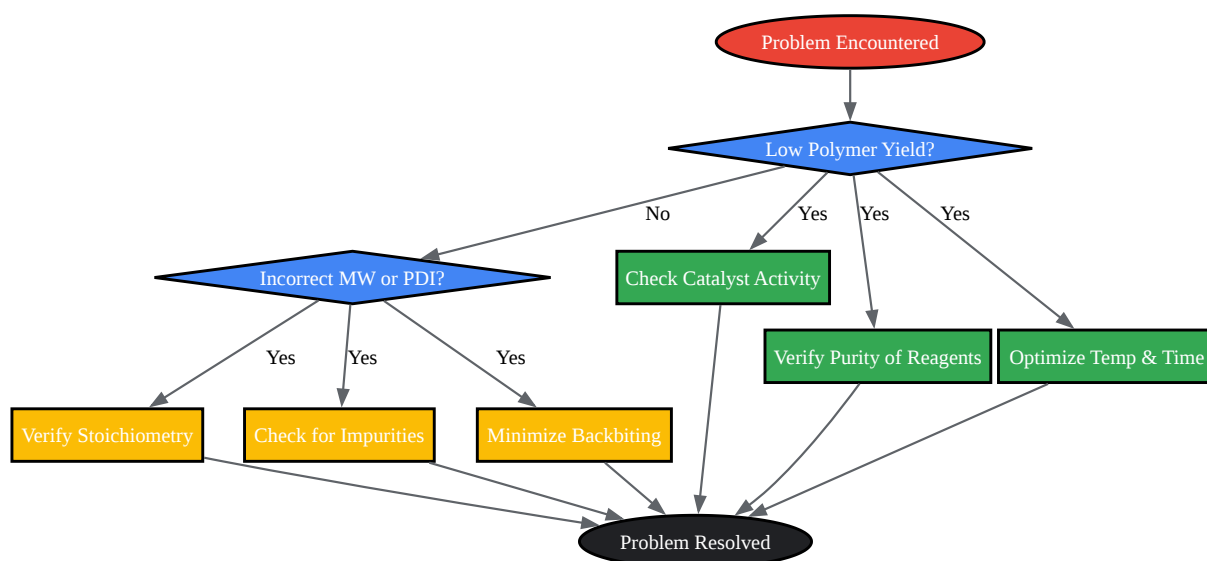 Problem Encountered
Low Polymer Yield?
No
Yes
Yes
Yes
Incorrect MW or PDI?
Check Catalyst Activity
Yes
Yes
Yes
Verify Purity of Reagents
Optimize Temp & Time
Verify Stoichiometry
Check for Impurities
Minimize Backbiting
Problem Resolved